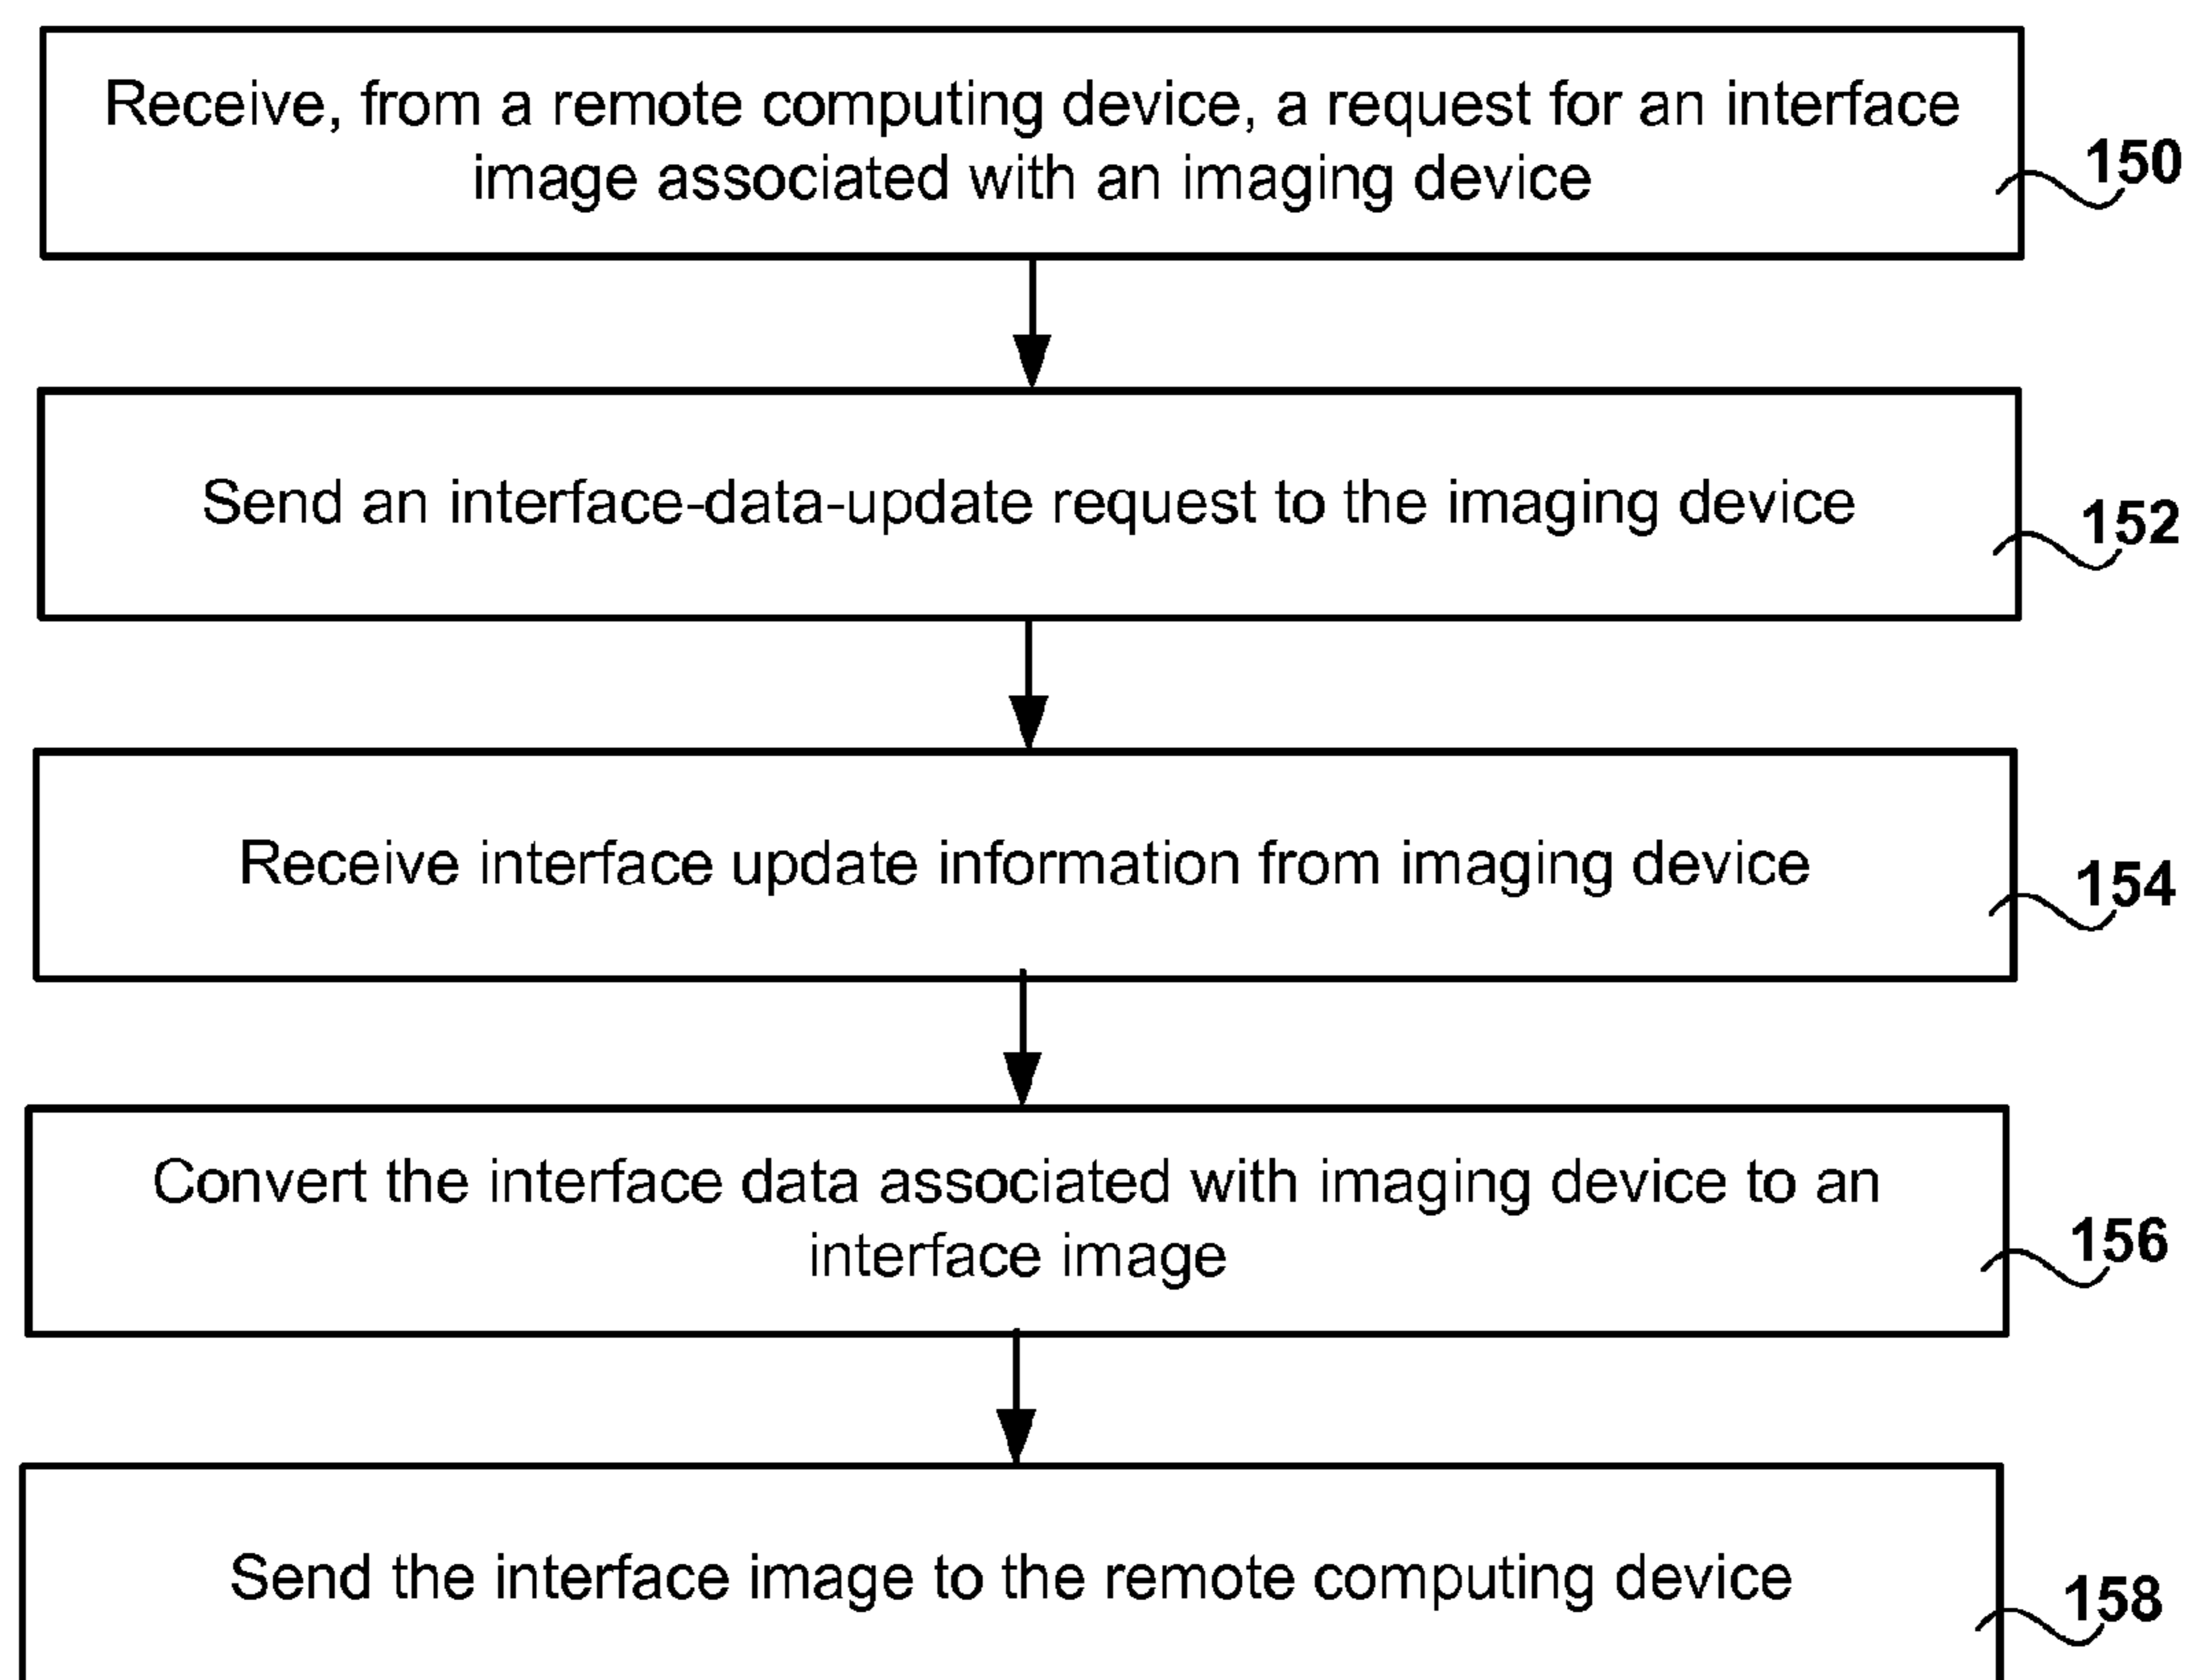 Receive, from a remote computing device, a request for an interface
image associated with an imaging device
150
Send an interface-data-update request to the imaging device
152
Receive interface update information from imaging device
154
Convert the interface data associated with imaging device to an
interface image
156
Send the interface image to the remote computing device
158